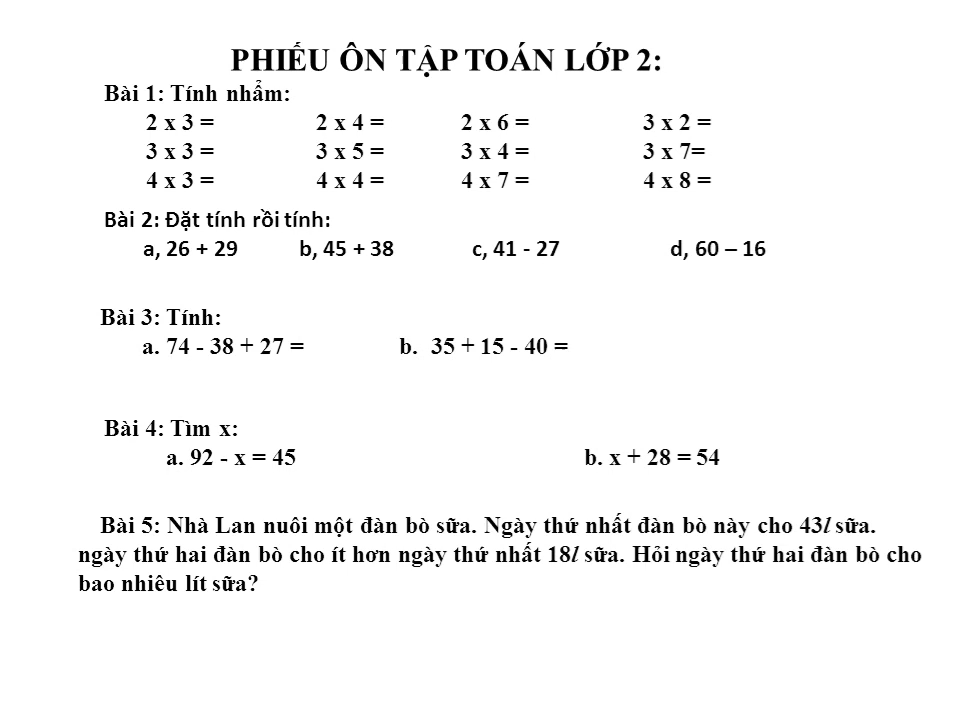 PHIẾU ÔN TẬP TOÁN LỚP 2:
Bài 1: Tính nhẩm:
2 x 3 = 2 x 4 = 2 x 6 = 3 x 2 =
3 x 3 = 3 x 5 = 3 x 4 = 3 x 7=
4 x 3 = 4 x 4 = 4 x 7 = 4 x 8 =
Bài 2: Đặt tính rồi tính:
a, 26 + 29 b, 45 + 38 c, 41 - 27 d, 60 – 16
Bài 3: Tính:
a. 74 - 38 + 27 = b. 35 + 15 - 40 =
Bài 4: Tìm x:
a. 92 - x = 45 b. x + 28 = 54
Bài 5: Nhà Lan nuôi một đàn bò sữa. Ngày thứ nhất đàn bò này cho 43l sữa.
ngày thứ hai đàn bò cho ít hơn ngày thứ nhất 18l sữa. Hỏi ngày thứ hai đàn bò cho
bao nhiêu lít sữa?